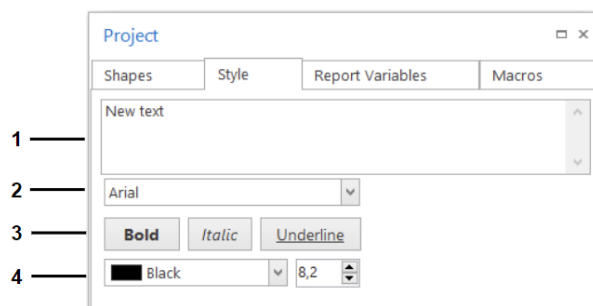 Project
Shapes Style Report Variables Macros
New text
1
2 Arial
3 Bold Italic Underline
4 Black 8,2